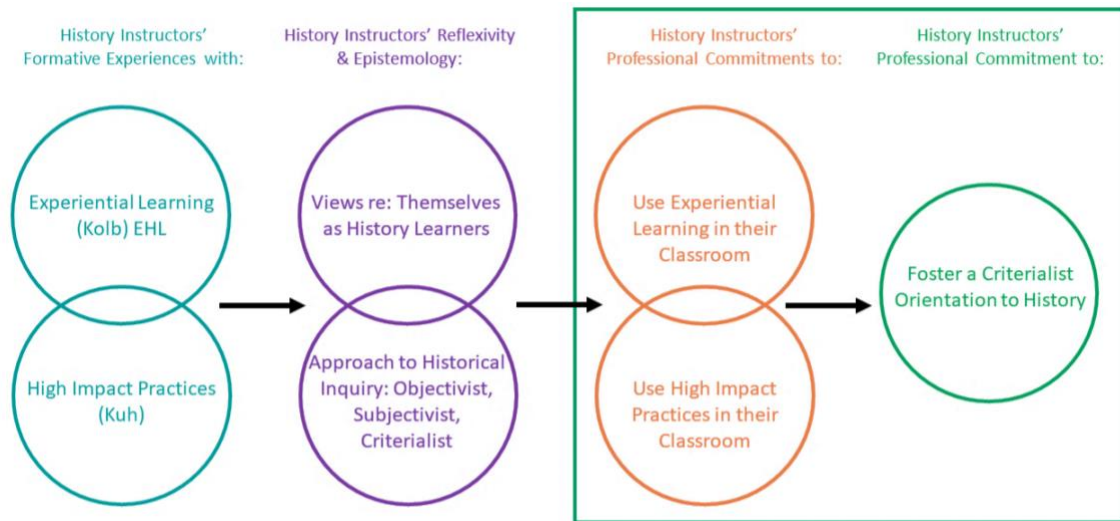 History Instructors'
Formative Experiences with:
Experiential Learning
(Kolb) EHL
High Impact Practices
(Kuh)
History Instructors' Reflexivity
& Epistemology:
Views re: Themselves
as History Learners
Approach to Historical
Inquiry: Objectivist,
Subjectivist,
Criterialist
History Instructors'
Professional Commitments to:
Use Experiential
Learning in their
Classroom
Use High Impact
Practices in their
Classroom
History Instructors'
Professional Commitment to:
Foster a Criterialist
Orientation to History